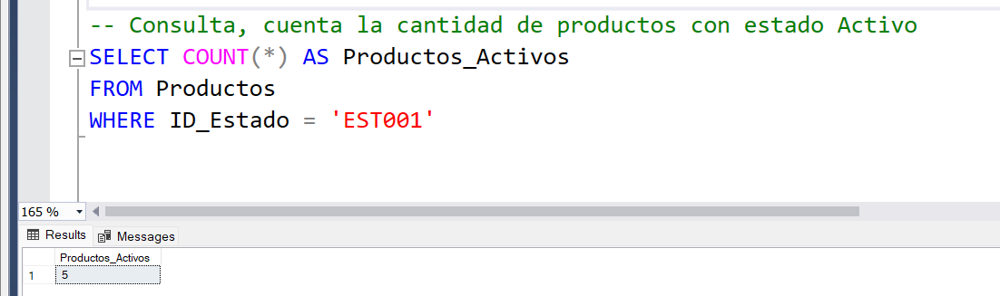 -- Consulta, cuenta la cantidad de productos con estado Activo
SELECT COUNT(*) AS Productos_Activos
FROM Productos
WHERE ID_Estado = 'EST001'
165 %
Results Messages
Productos_Activos
1 5